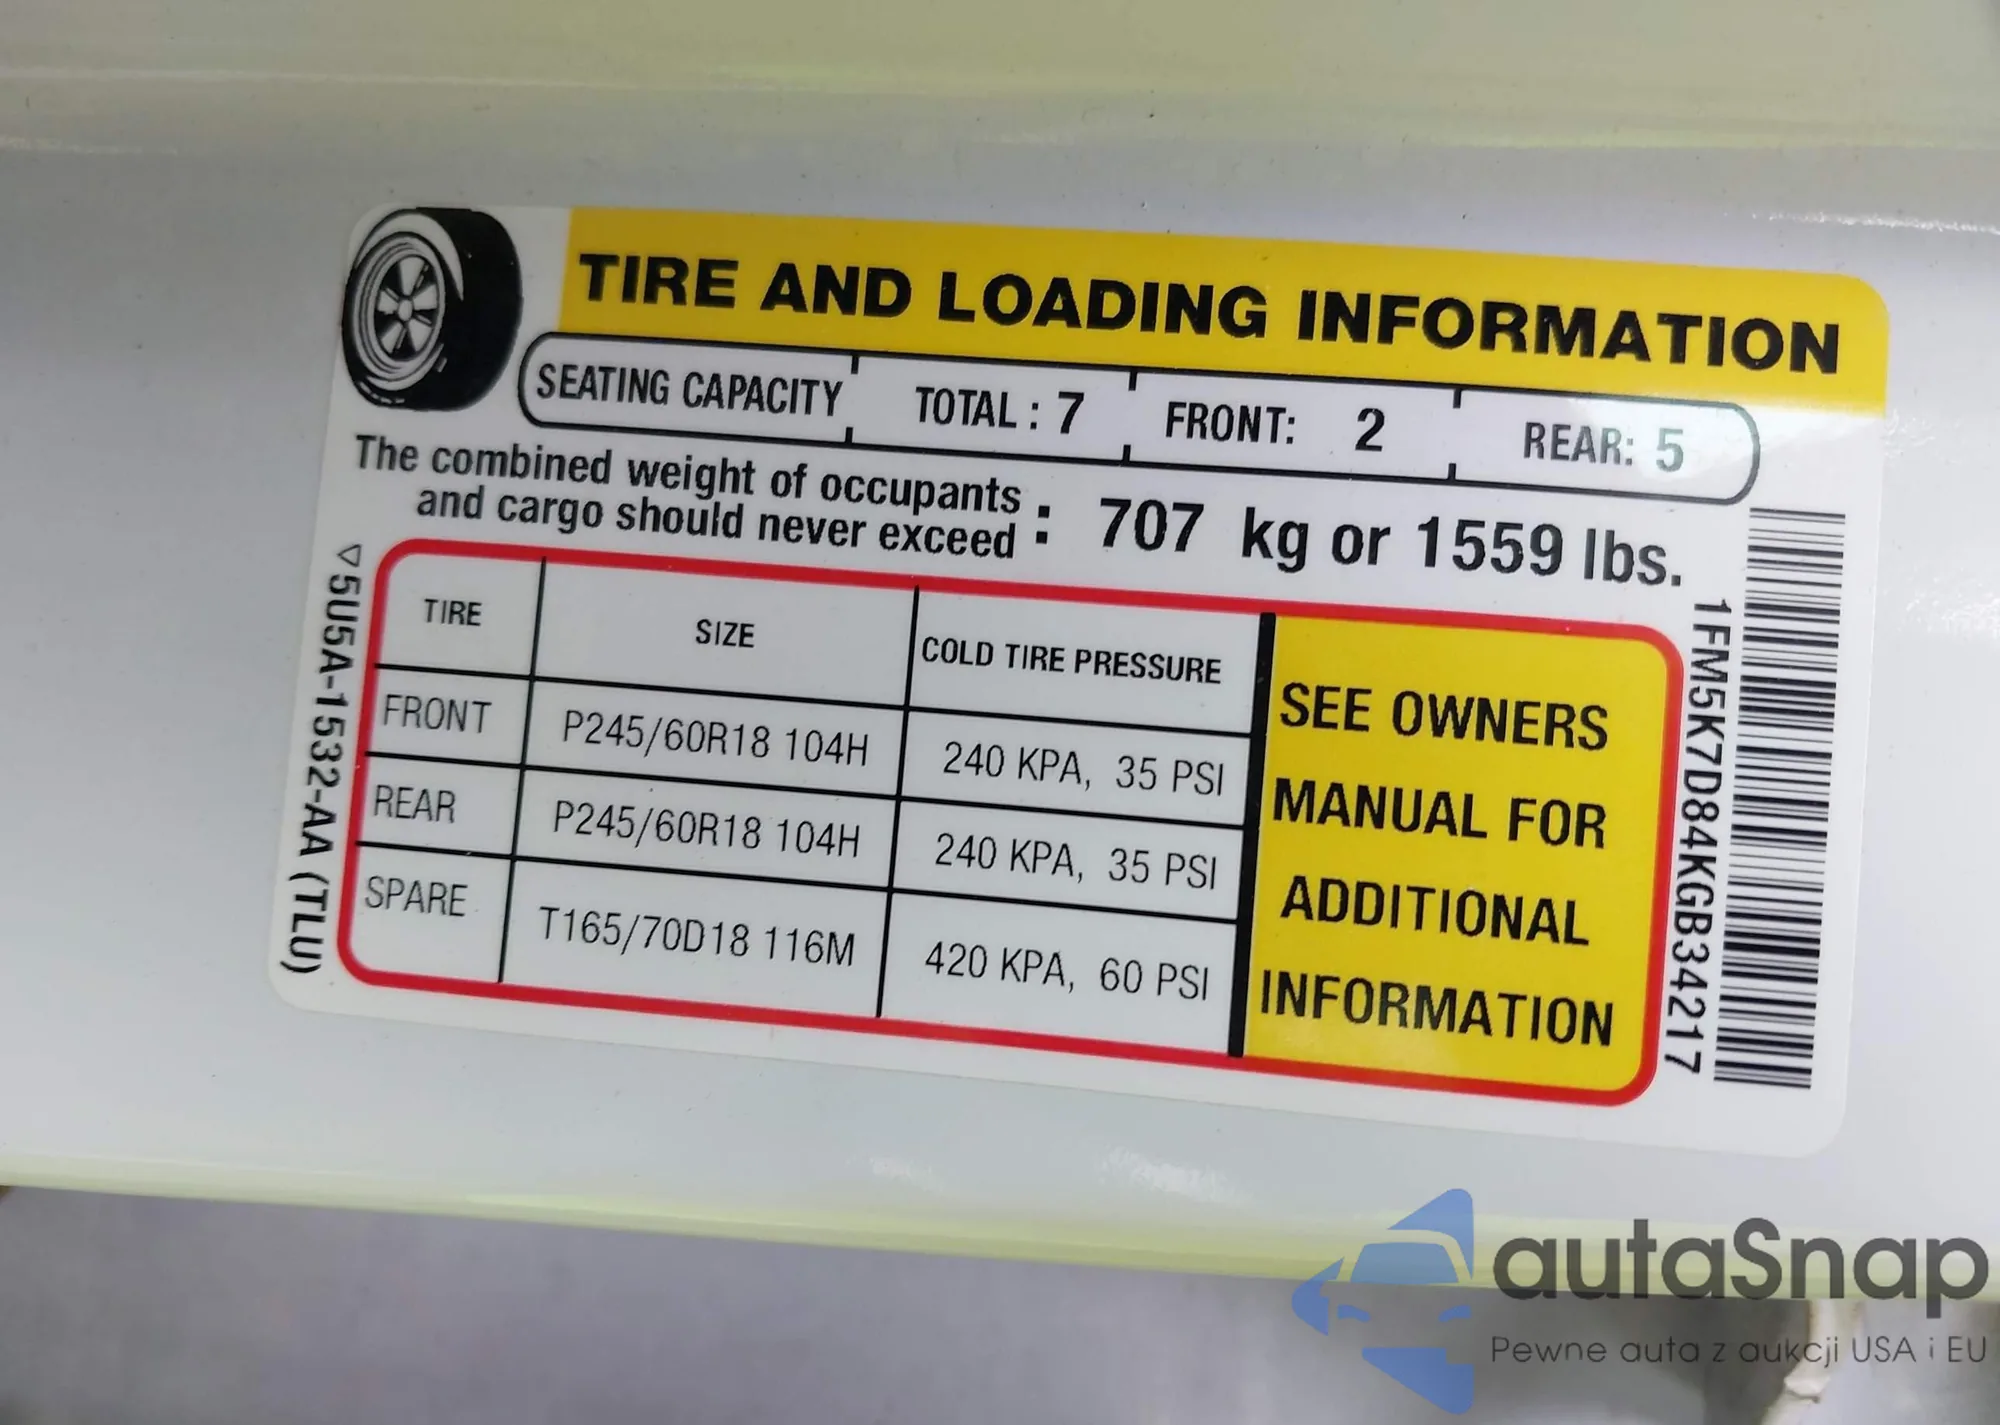 TIRE AND LOADING INFORMATION
SEATING CAPACITY TOTAL : 7 FRONT: 2 REAR: 5
The combined weight of occupants
and cargo should never exceed : 707 kg or 1559 lbs.
TIRE SIZE COLD TIRE PRESSURE
FRONT P245/60R18 104H 240 KPA, 35 PSI
REAR P245/60R18 104H 240 KPA, 35 PSI
SPARE T165/70D18 116M 420 KPA, 60 PSI
SEE OWNERS
MANUAL FOR
ADDITIONAL
INFORMATION
5U5A-1532-AA (TLU)
1FM5K7D84KGB34217
autaSnap
Pewne auta z aukcji USA i EU